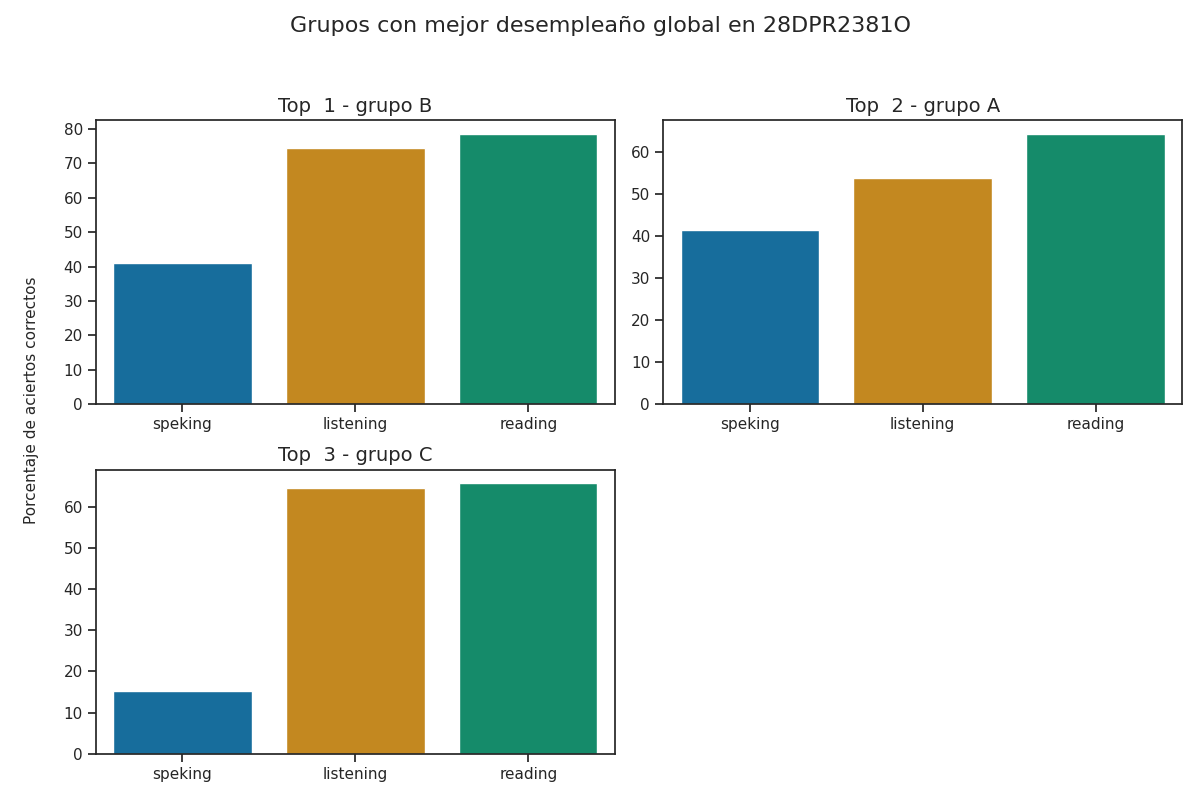 Grupos con mejor desempleaño global en 28DPR2381O
Porcentaje de aciertos correctos
Top  1 - grupo B
80
70
60
50
40
30
20
10
0
speking listening reading
Top  2 - grupo A
60
50
40
30
20
10
0
speking listening reading
Top  3 - grupo C
60
50
40
30
20
10
0
speking listening reading